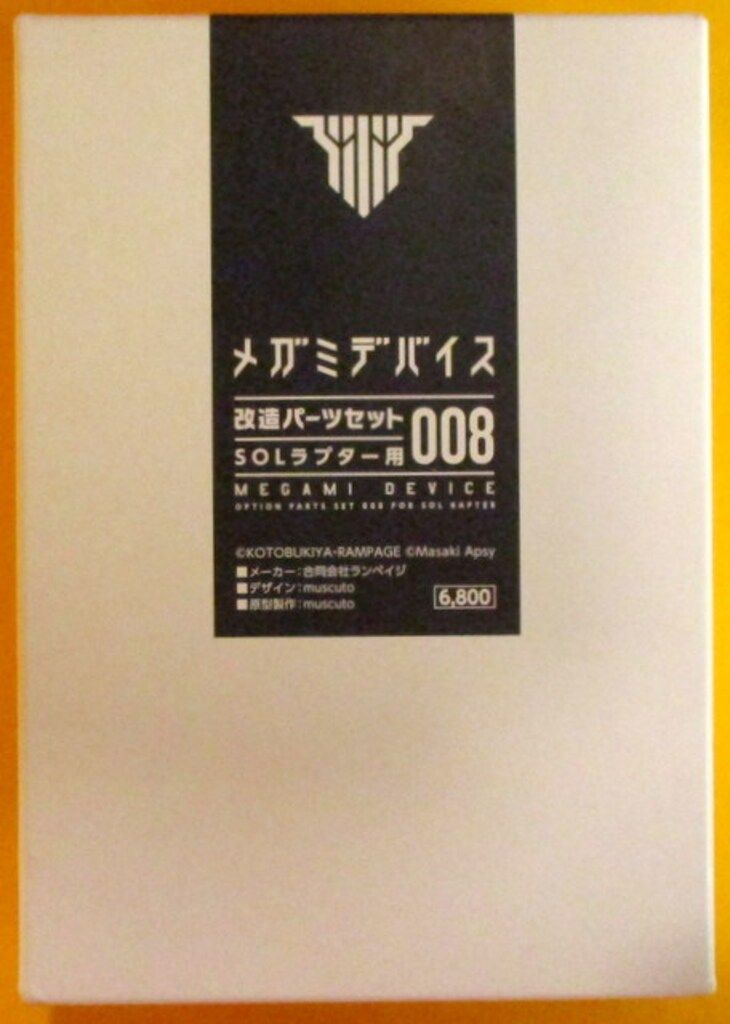 メガミデバイス
改造パーツセット 008
SOLラプター用
MEGAMI DEVICE
OPTION PARTS SET 008 FOR SOL RAPTER
©KOTOBUKIYA-RAMPAGE ©Masaki Apsy
■メーカー:合同会社ランペイジ
■デザイン:muscuto
■原型製作:muscuto 6,800